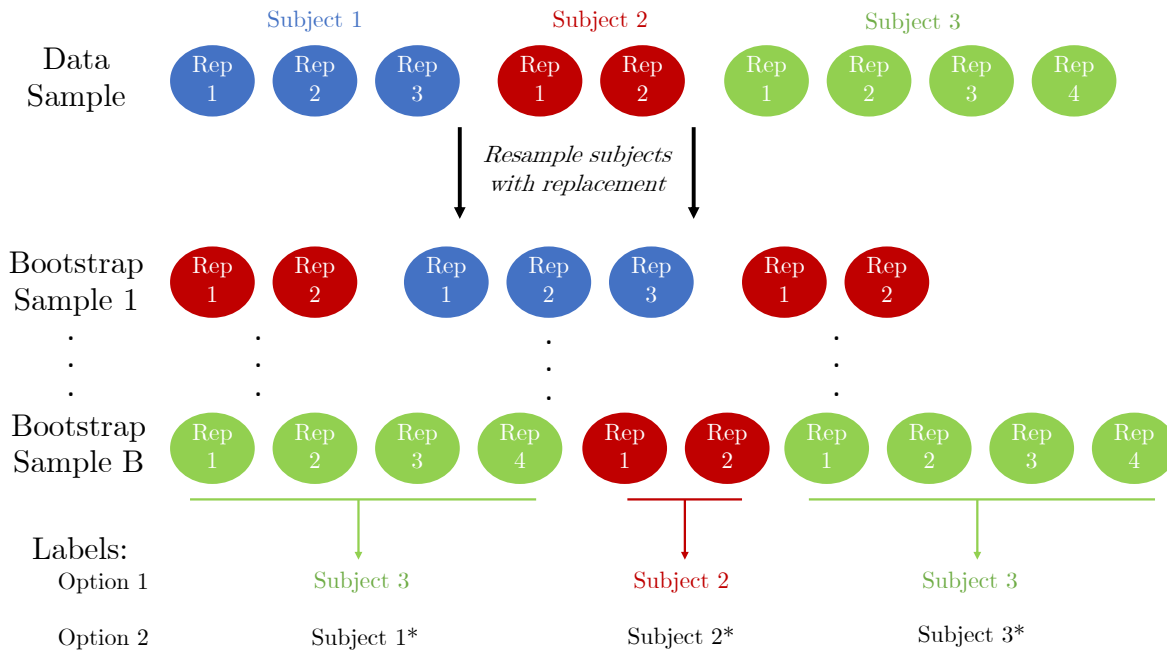 Subject 1 Subject 2 Subject 3
Data
Sample
Rep Rep Rep Rep Rep Rep Rep Rep Rep
1 2 3 1 2 1 2 3 4
Resample subjects
with replacement
Bootstrap
Sample 1
Rep Rep Rep Rep Rep Rep Rep
1 2 1 2 3 1 2
Bootstrap
Sample B
Rep Rep Rep Rep Rep Rep Rep Rep Rep Rep
1 2 3 4 1 2 1 2 3 4
Labels:
Option 1 Subject 3 Subject 2 Subject 3
Option 2 Subject 1* Subject 2* Subject 3*